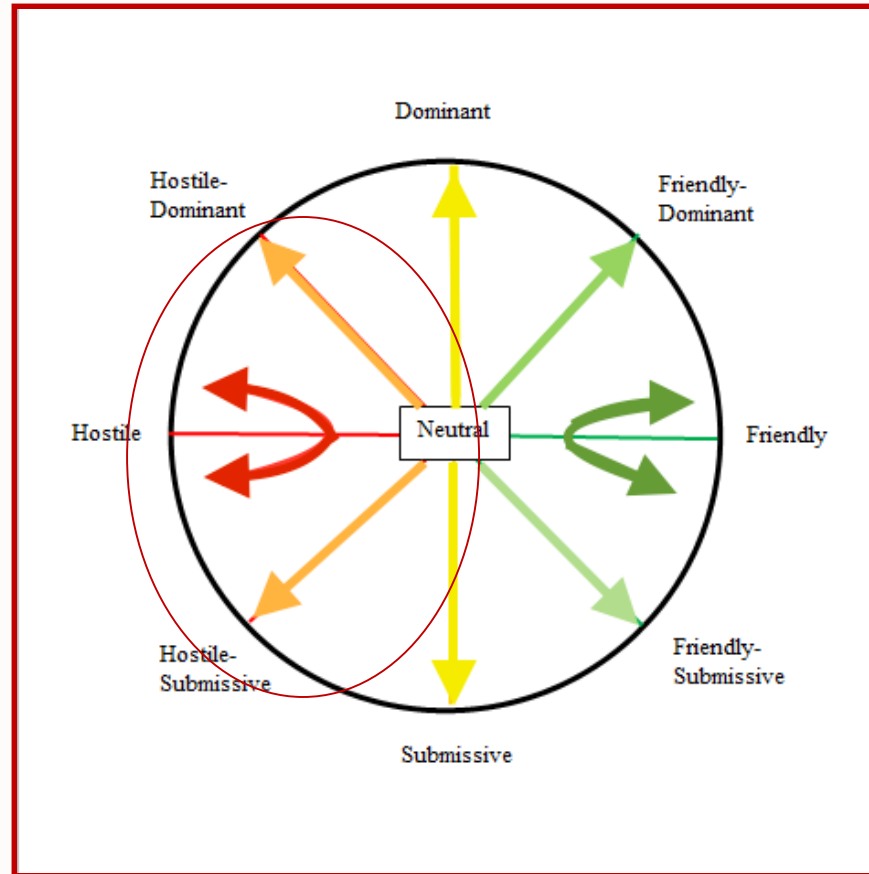 Dominant
Hostile-
Dominant
Friendly-
Dominant
Hostile
Neutral
Friendly
Hostile-
Submissive
Friendly-
Submissive
Submissive